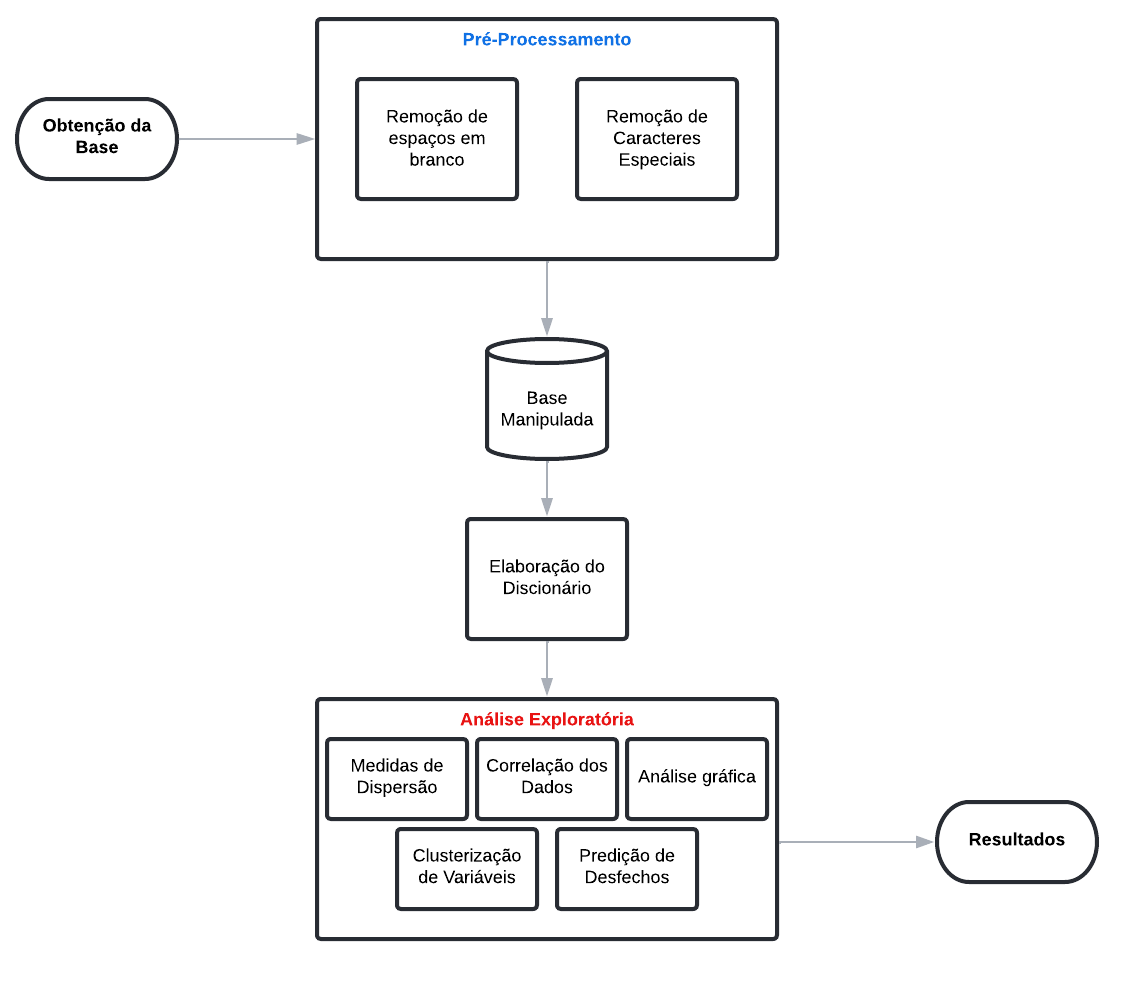 Pré-Processamento
Obtenção da
Base
Remoção de
espaços em
branco
Remoção de
Caracteres
Especiais
Base
Manipulada
Elaboração do
Discionário
Análise Exploratória
Medidas de
Dispersão
Correlação dos
Dados
Análise gráfica
Clusterização
de Variáveis
Predição de
Desfechos
Resultados